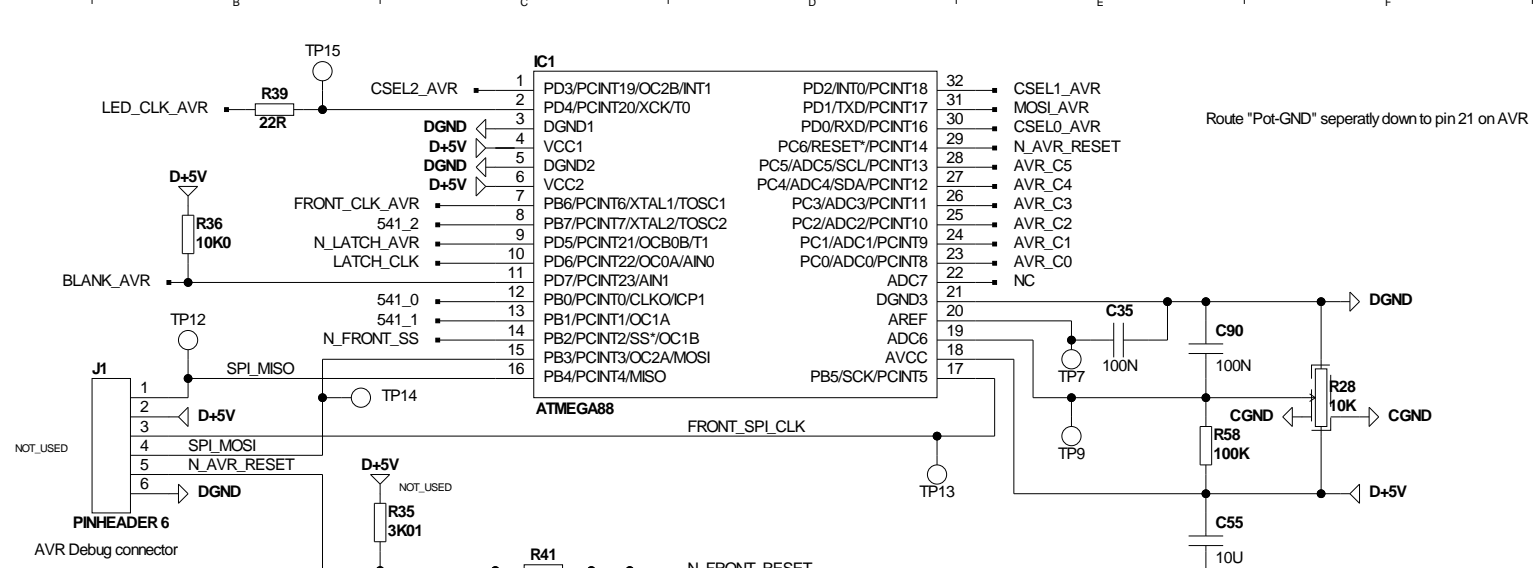 B C D E F
TP15
IC1
R39
22R
LED_CLK_AVR
CSEL2_AVR
1 PD3/PCINT19/OC2B/INT1 PD2/INT0/PCINT18 32 CSEL1_AVR
2 PD4/PCINT20/XCK/T0 PD1/TXD/PCINT17 31 MOSI_AVR
DGND 3 DGND1 PD0/RXD/PCINT16 30 CSEL0_AVR
D+5V 4 VCC1 PC6/RESET*/PCINT14 29 N_AVR_RESET
DGND 5 DGND2 PC5/ADC5/SCL/PCINT13 28 AVR_C5
D+5V 6 VCC2 PC4/ADC4/SDA/PCINT12 27 AVR_C4
FRONT_CLK_AVR 7 PB6/PCINT6/XTAL1/TOSC1 PC3/ADC3/PCINT11 26 AVR_C3
541_2 8 PB7/PCINT7/XTAL2/TOSC2 PC2/ADC2/PCINT10 25 AVR_C2
N_LATCH_AVR 9 PD5/PCINT21/OCB0B/T1 PC1/ADC1/PCINT9 24 AVR_C1
LATCH_CLK 10 PD6/PCINT22/OC0A/AIN0 PC0/ADC0/PCINT8 23 AVR_C0
BLANK_AVR 11 PD7/PCINT23/AIN1 ADC7 22 NC
541_0 12 PB0/PCINT0/CLKO/ICP1 DGND3 21 DGND
541_1 13 PB1/PCINT1/OC1A AREF 20
N_FRONT_SS 14 PB2/PCINT2/SS*/OC1B ADC6 19
15 PB3/PCINT3/OC2A/MOSI AVCC 18
SPI_MISO 16 PB4/PCINT4/MISO PB5/SCK/PCINT5 17
ATMEGA88
Route "Pot-GND" seperatly down to pin 21 on AVR
D+5V
R36
10K0
TP12
J1
1
2 D+5V
3 FRONT_SPI_CLK
4 SPI_MOSI
5 N_AVR_RESET
6 DGND
NOT_USED
PINHEADER 6
AVR Debug connector
TP14
D+5V
NOT_USED
R35
3K01
R41
N_FRONT_RESET
TP13
C35
100N
TP7
C90
100N
TP9
R28
10K
CGND CGND
R58
100K
D+5V
C55
10U